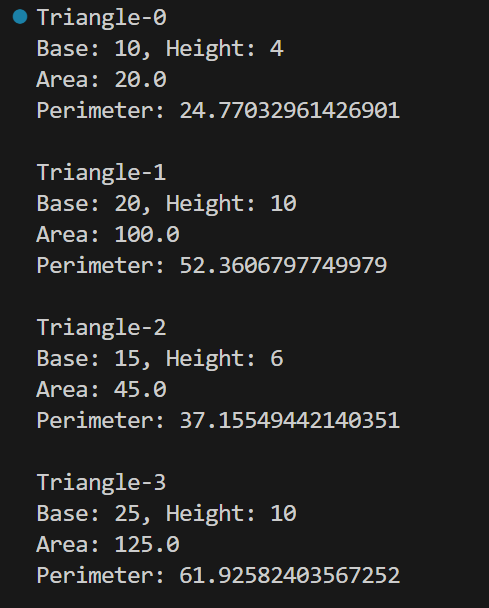 Triangle-0
Base: 10, Height: 4
Area: 20.0
Perimeter: 24.77032961426901
Triangle-1
Base: 20, Height: 10
Area: 100.0
Perimeter: 52.3606797749979
Triangle-2
Base: 15, Height: 6
Area: 45.0
Perimeter: 37.15549442140351
Triangle-3
Base: 25, Height: 10
Area: 125.0
Perimeter: 61.92582403567252